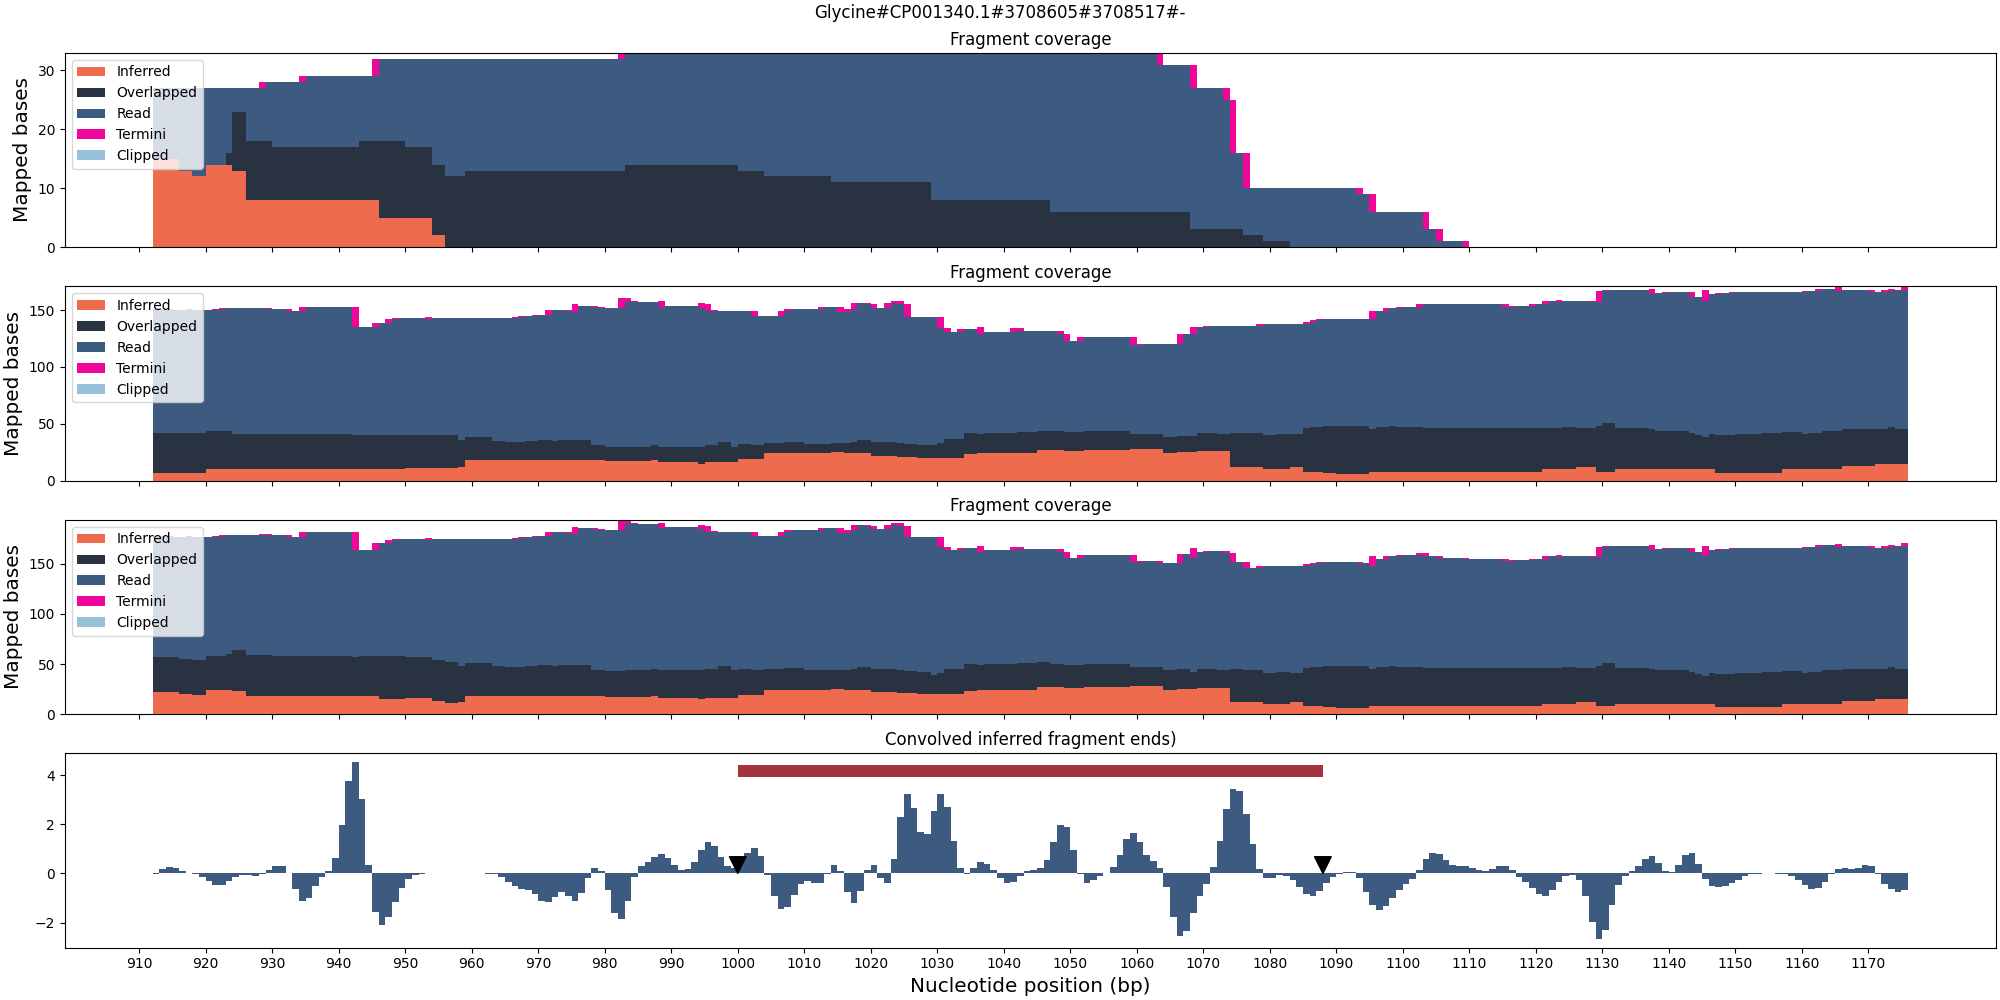 Glycine#CP001340.1#3708605#3708517#-
Fragment coverage
Mapped bases
30
20
10
0
Inferred
Overlapped
Read
Termini
Clipped
Fragment coverage
Mapped bases
150
100
50
0
Inferred
Overlapped
Read
Termini
Clipped
Fragment coverage
Mapped bases
150
100
50
0
Inferred
Overlapped
Read
Termini
Clipped
Convolved inferred fragment ends)
4
2
0
−2
910 920 930 940 950 960 970 980 990 1000 1010 1020 1030 1040 1050 1060 1070 1080 1090 1100 1110 1120 1130 1140 1150 1160 1170
Nucleotide position (bp)